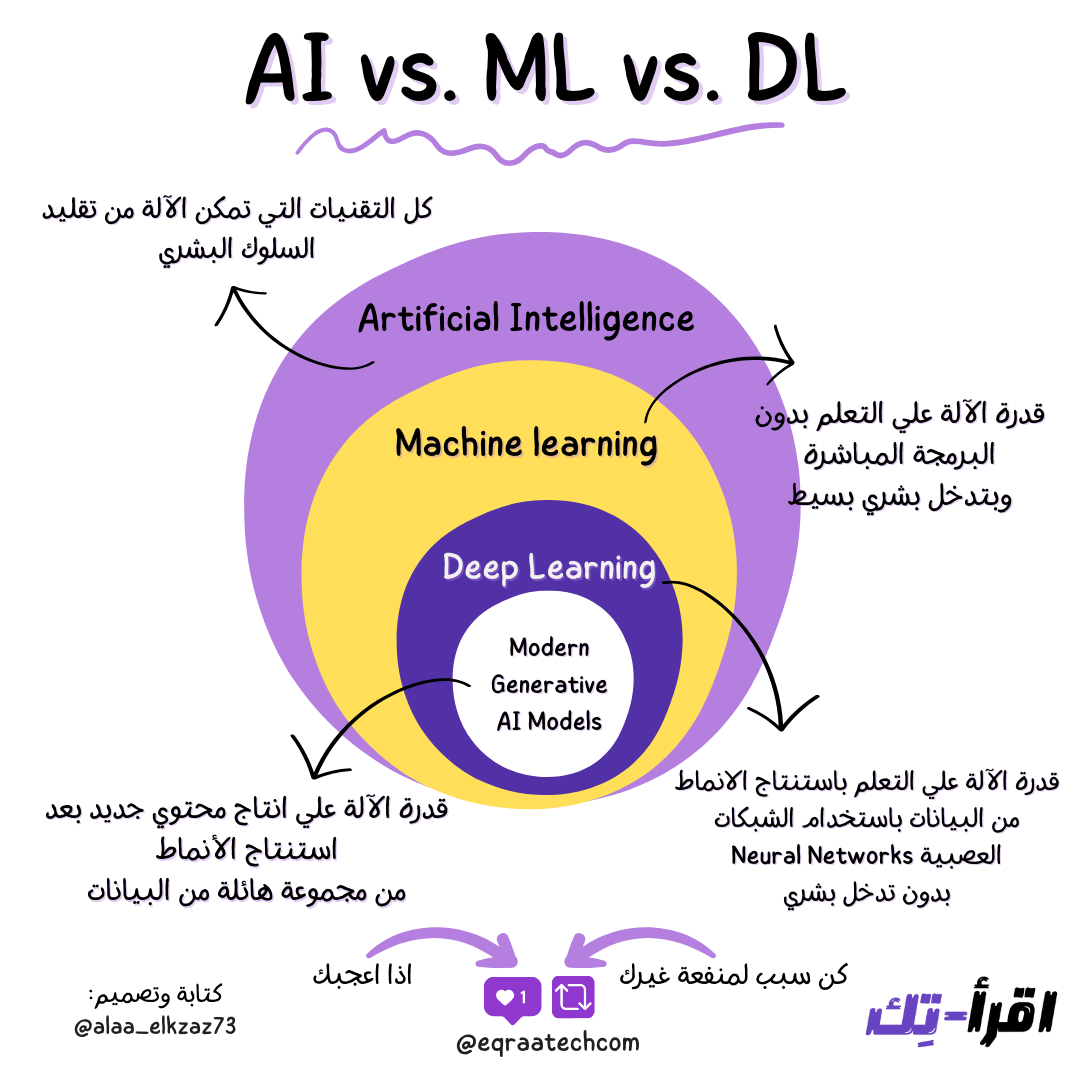 AI vs. ML vs. DL
كل التقنيات التي تمكن الآلة من تقليد
السلوك البشري
Artificial Intelligence
قدرة الآلة علي التعلم بدون
البرمجة المباشرة
وبتدخل بشري بسيط
Machine learning
Deep Learning
Modern
Generative
AI Models
قدرة الآلة علي التعلم باستنتاج الانماط
من البيانات باستخدام الشبكات
العصبية Neural Networks
بدون تدخل بشري
قدرة الآلة علي انتاج محتوي جديد بعد
استنتاج الأنماط
من مجموعة هائلة من البيانات
كن سبب لمنفعة غيرك
اذا اعجبك
1
@eqraatechcom
كتابة وتصميم:
@alaa_elkzaz73
اقرأ-تِك